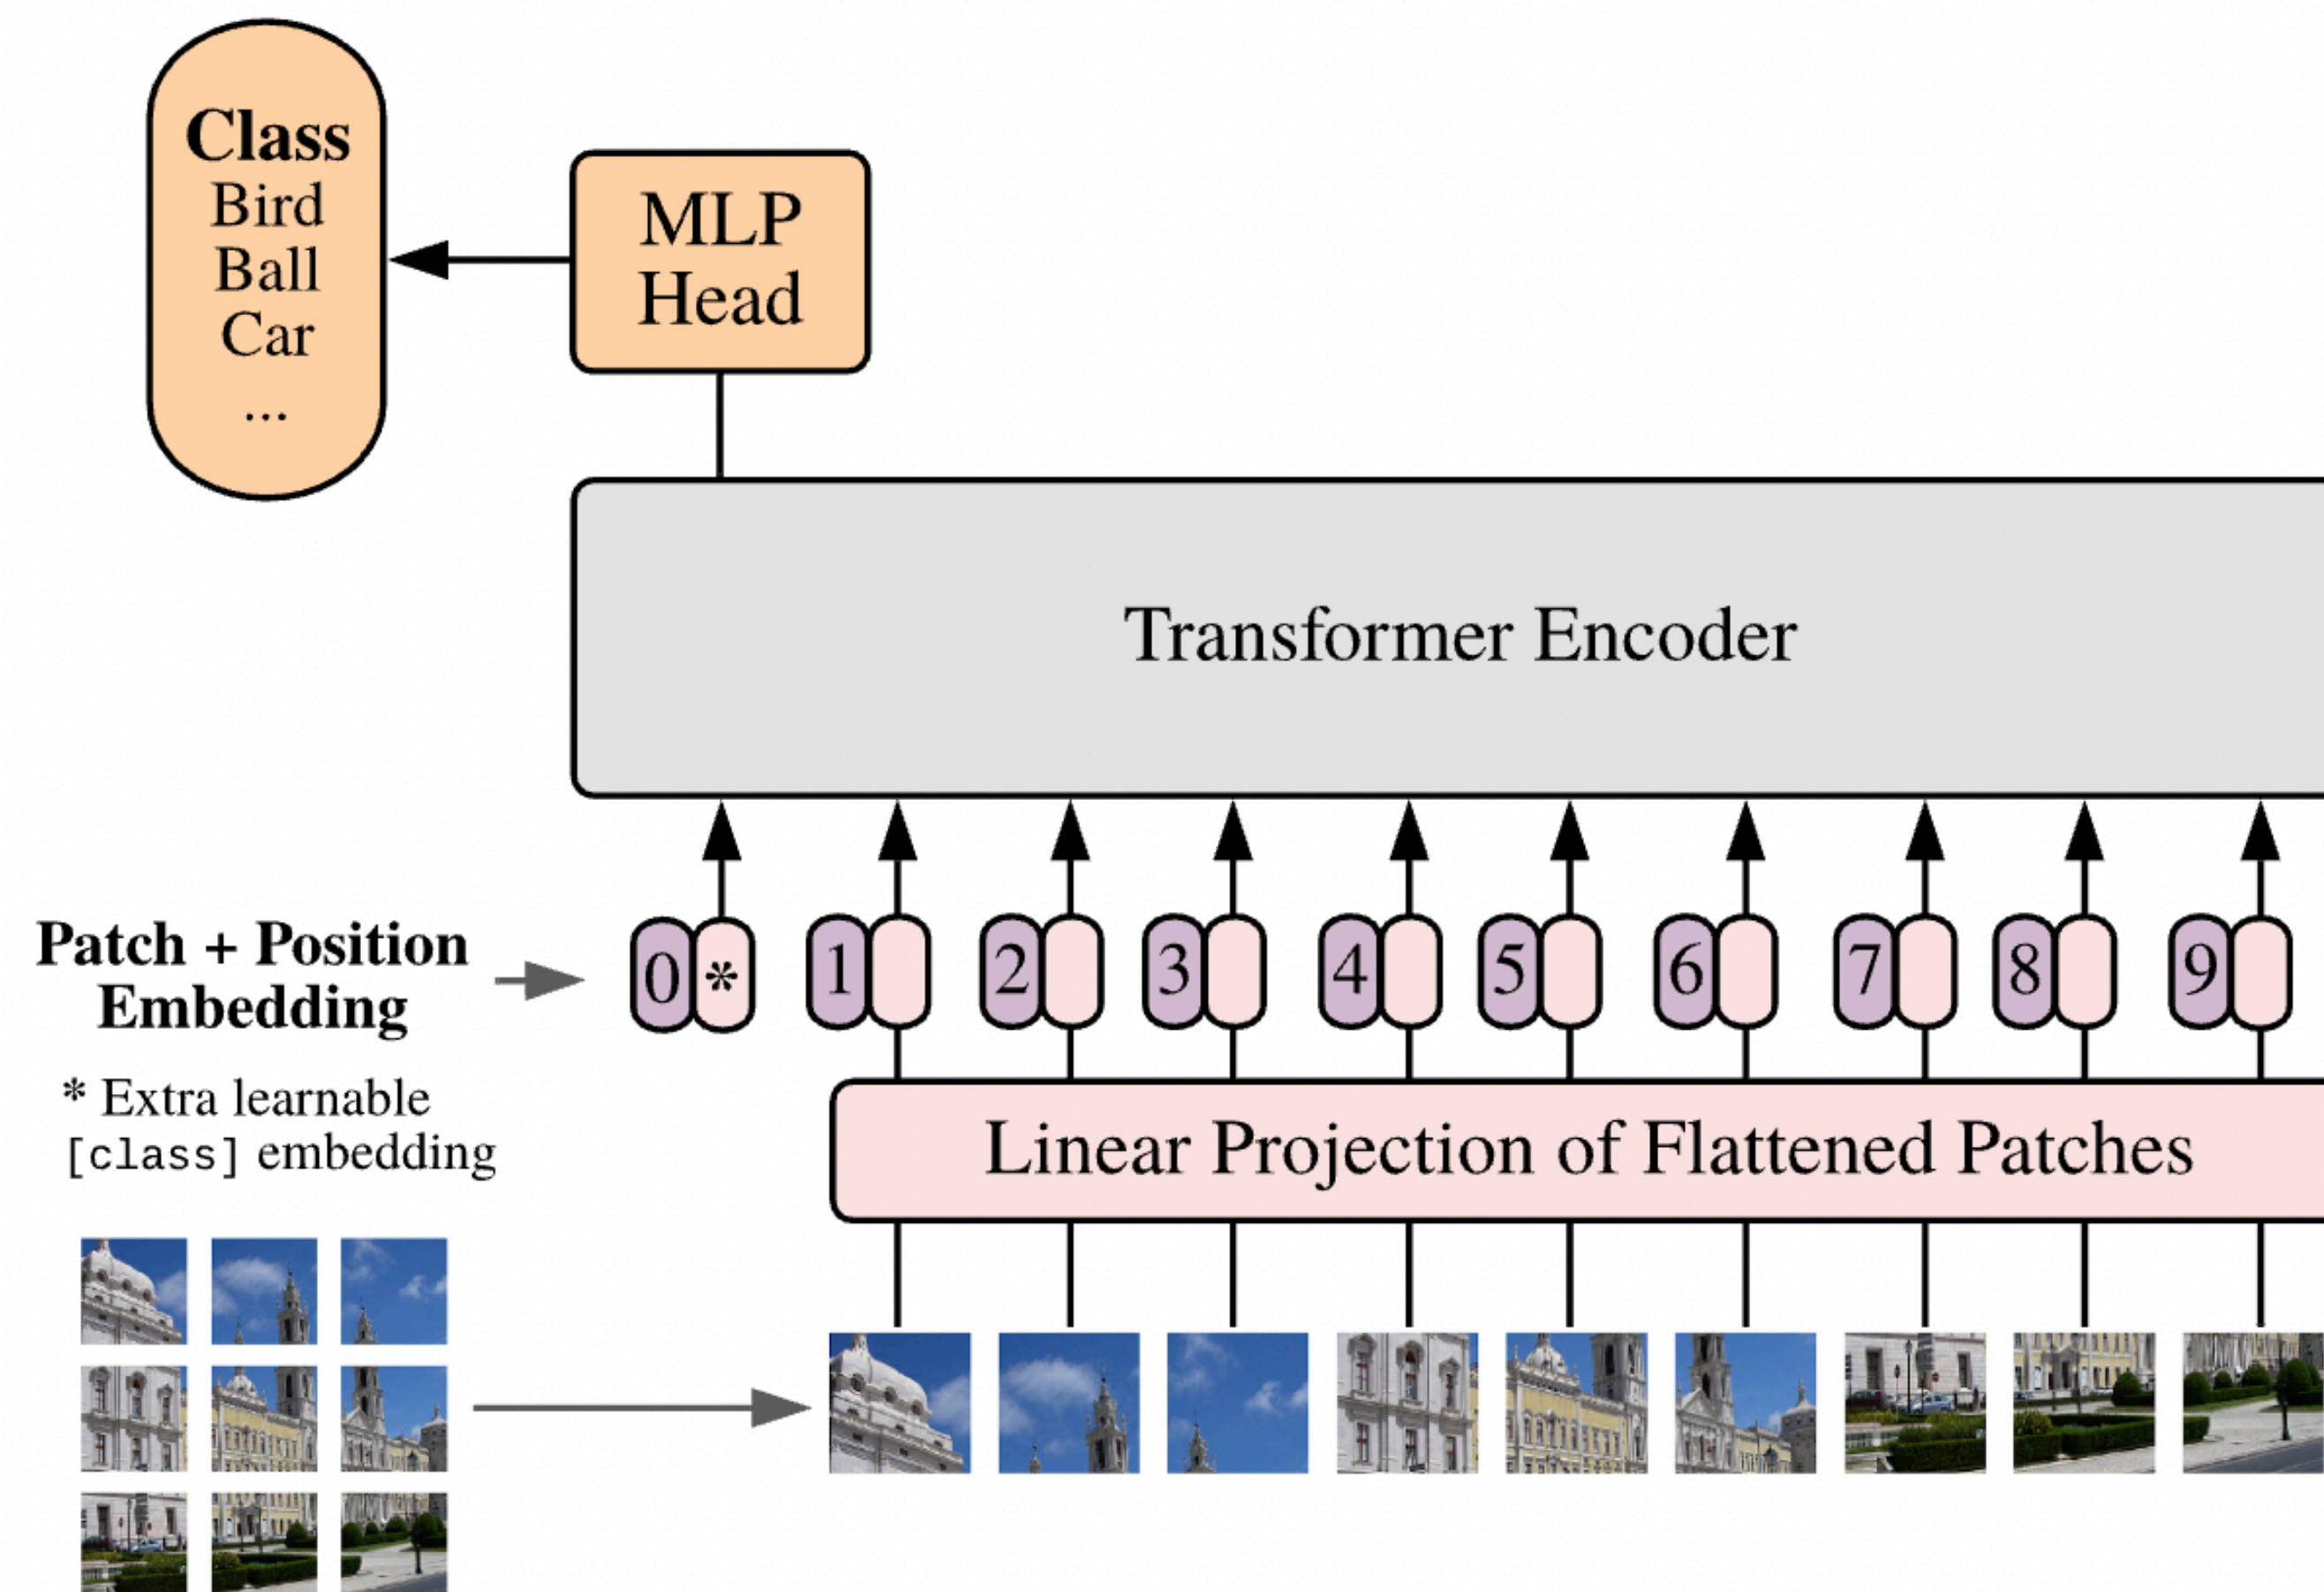 Class
Bird
Ball
Car
...
MLP
Head
Transformer Encoder
Patch + Position
Embedding
0 * 1 2 3 4 5 6 7 8 9
* Extra learnable
[class] embedding
Linear Projection of Flattened Patches